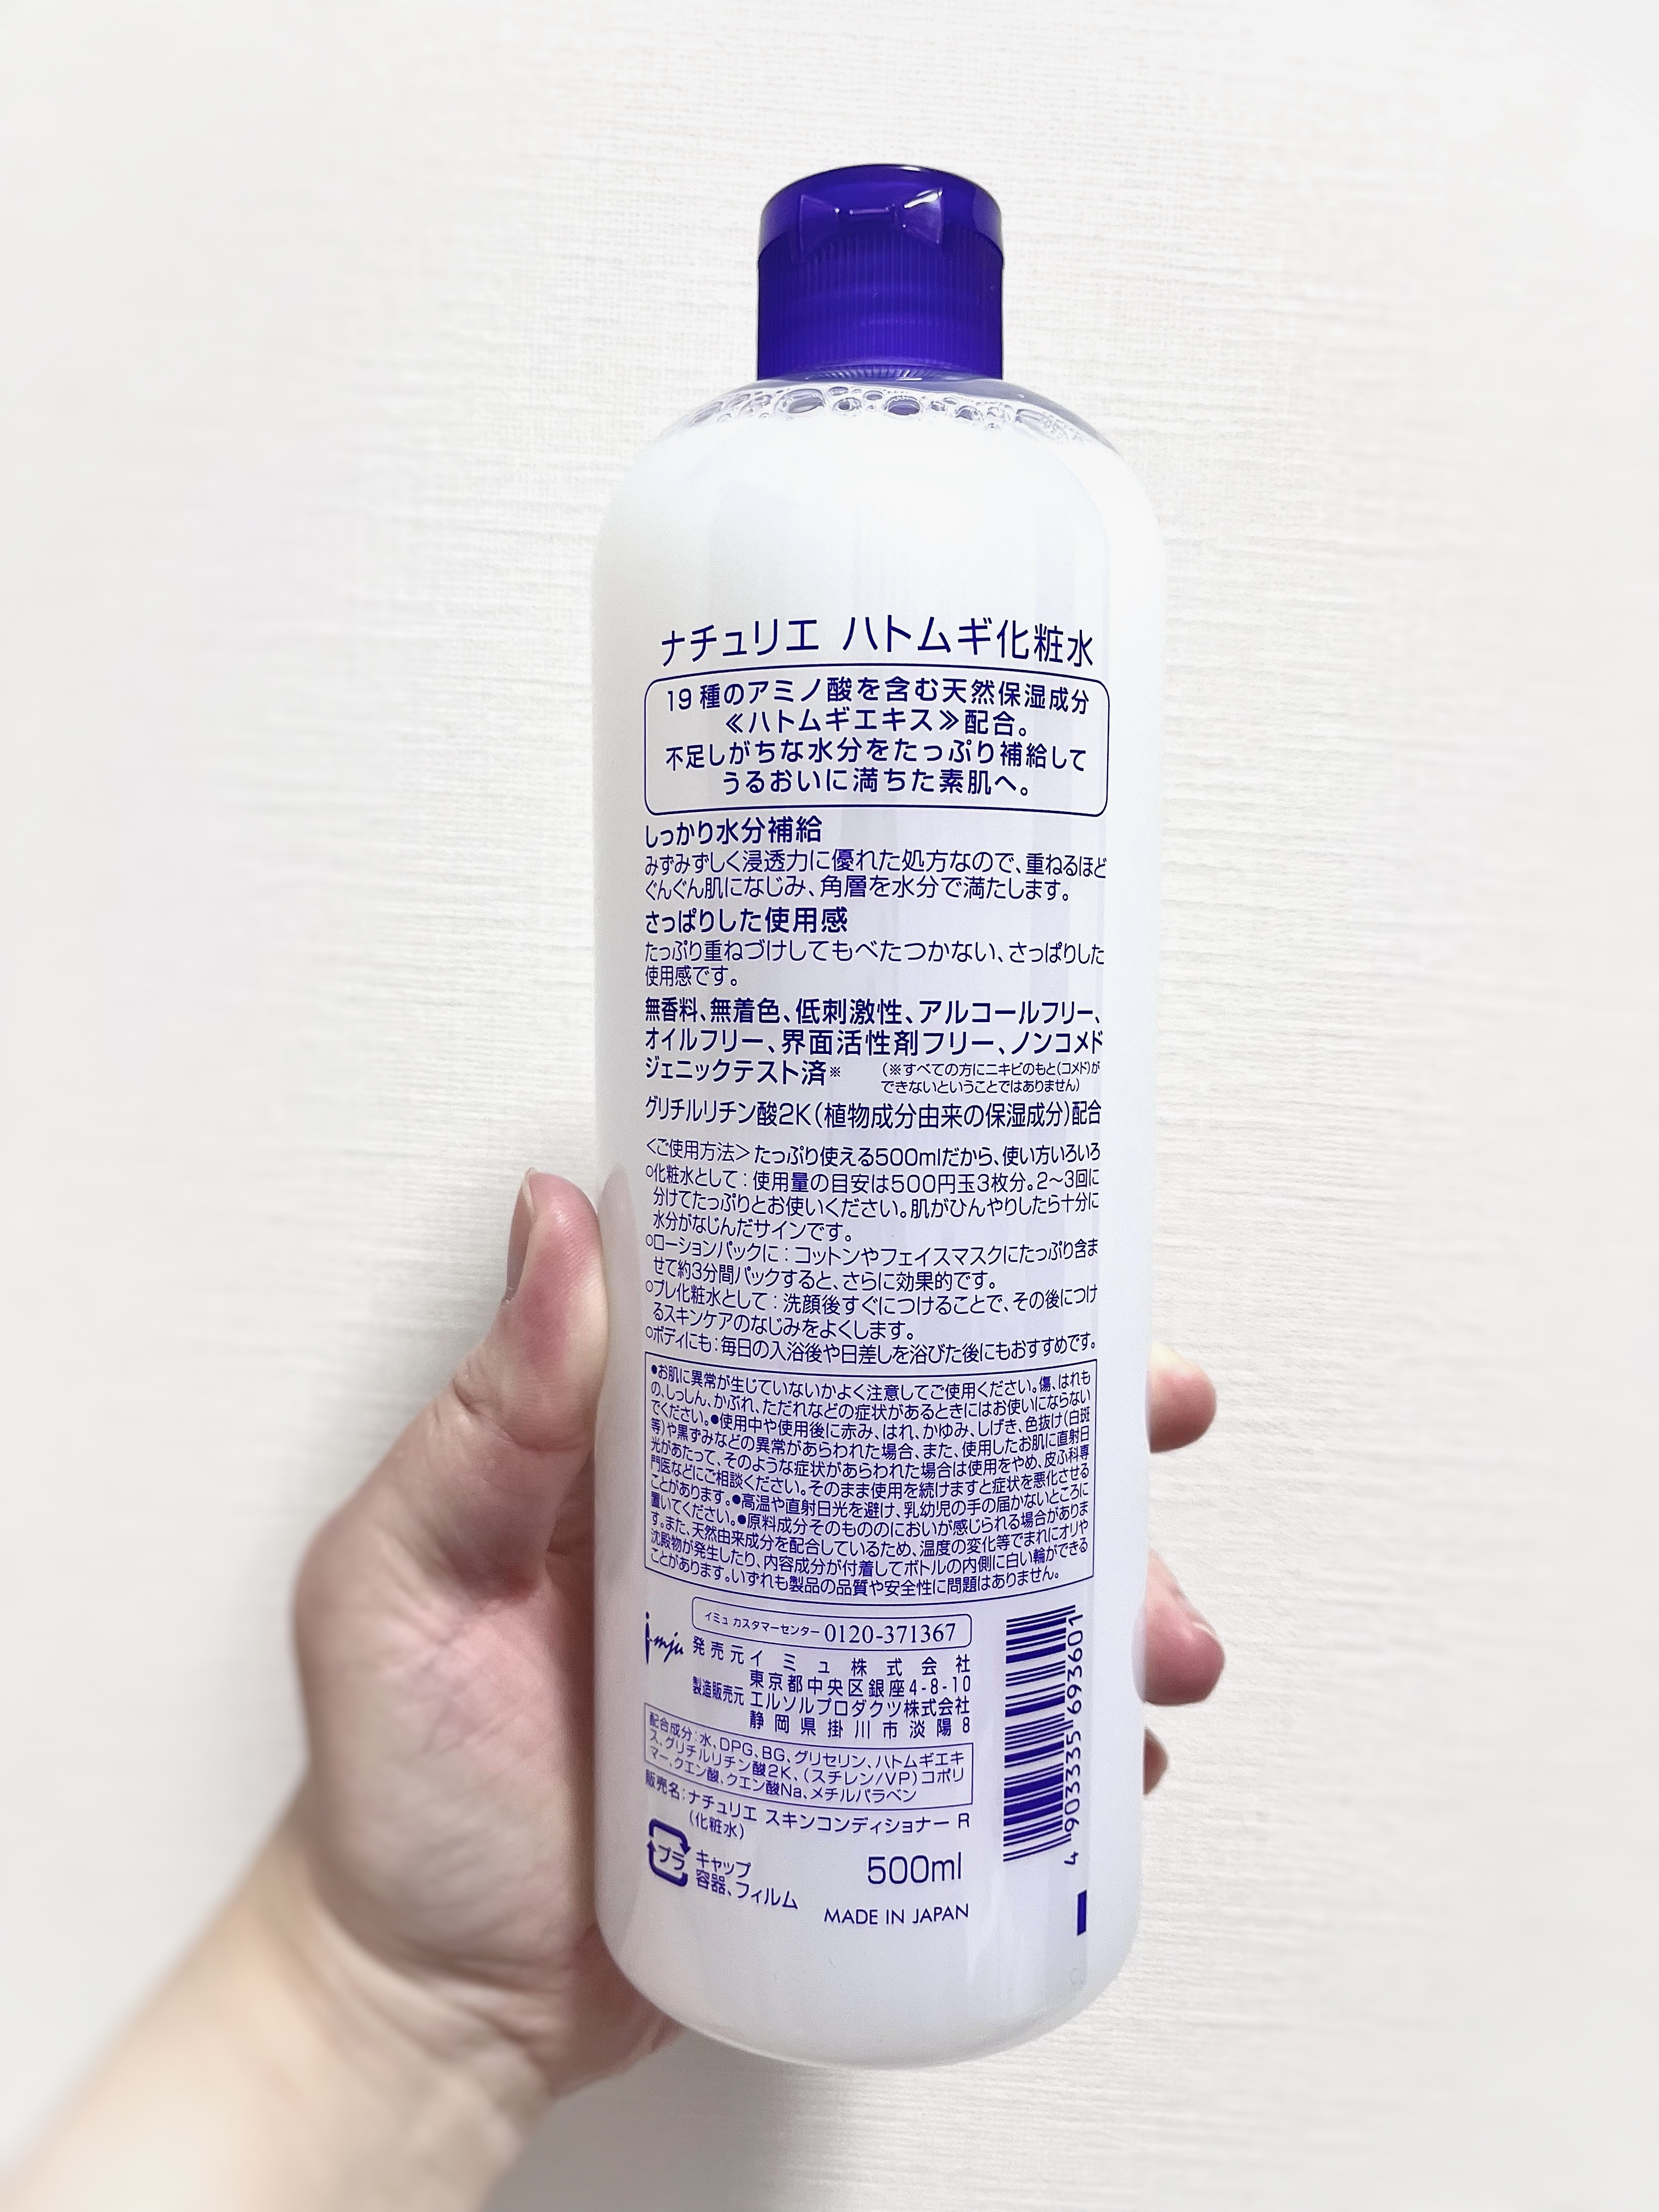 ナチュリエ ハトムギ化粧水
19種のアミノ酸を含む天然保湿成分
≪ハトムギエキス≫配合。
不足しがちな水分をたっぷり補給して
うるおいに満ちた素肌へ。
しっかり水分補給
みずみずしく浸透力に優れた処方なので、重ねるほど
ぐんぐん肌になじみ、角層を水分で満たします。
さっぱりした使用感
たっぷり重ねづけしてもべたつかない、さっぱりした
使用感です。
無香料、無着色、低刺激性、アルコールフリー、
オイルフリー、界面活性剤フリー、ノンコメド
ジェニックテスト済※ (※すべての方にニキビのもと(コメド)が
できないということではありません)
グリチルリチン酸2K(植物成分由来の保湿成分)配合
<ご使用方法>たっぷり使える500mlだから、使い方いろいろ
○化粧水として:使用量の目安は500円玉3枚分。2〜3回に
分けてたっぷりとお使いください。肌がひんやりしたら十分に
水分がなじんだサインです。
○ローションパックに:コットンやフェイスマスクにたっぷり含ま
せて約3分間パックすると、さらに効果的です。
○プレ化粧水として:洗顔後すぐにつけることで、その後につけ
るスキンケアのなじみをよくします。
○ボディにも:毎日の入浴後や日差しを浴びた後にもおすすめです。
●お肌に異常が生じていないかよく注意してご使用ください。傷、はれも
の、しっしん、かぶれ、ただれなどの症状があるときにはお使いにならない
でください。●使用中や使用後に赤み、はれ、かゆみ、しげき、色抜け(白斑
等)や黒ずみなどの異常があらわれた場合、また、使用したお肌に直射日
光があたって、そのような症状があらわれた場合は使用をやめ、皮ふ科専
門医などにご相談ください。そのまま使用を続けますと症状を悪化させる
ことがあります。●高温や直射日光を避け、乳幼児の手の届かないところに
置いてください。●原料成分そのもののにおいが感じられる場合がありま
す。また、天然由来成分を配合しているため、温度の変化等でまれにオリや
沈殿物が発生したり、内容成分が付着してボトルの内側に白い輪ができる
ことがあります。いずれも製品の品質や安全性に問題はありません。
イミュ カスタマーセンター 0120-371367
imju
発売元 イミュ株式会社
東京都中央区銀座4-8-10
製造販売元 エルソルプロダクツ株式会社
静岡県掛川市淡陽8
配合成分:水、DPG、BG、グリセリン、ハトムギエキ
ス、グリチルリチン酸2K、(スチレン/VP)コポリ
マー、クエン酸、クエン酸Na、メチルパラベン
販売名:ナチュリエ スキンコンディショナー R
(化粧水)
プラ
キャップ
容器、フィルム
500ml
MADE IN JAPAN
4 903335 693601